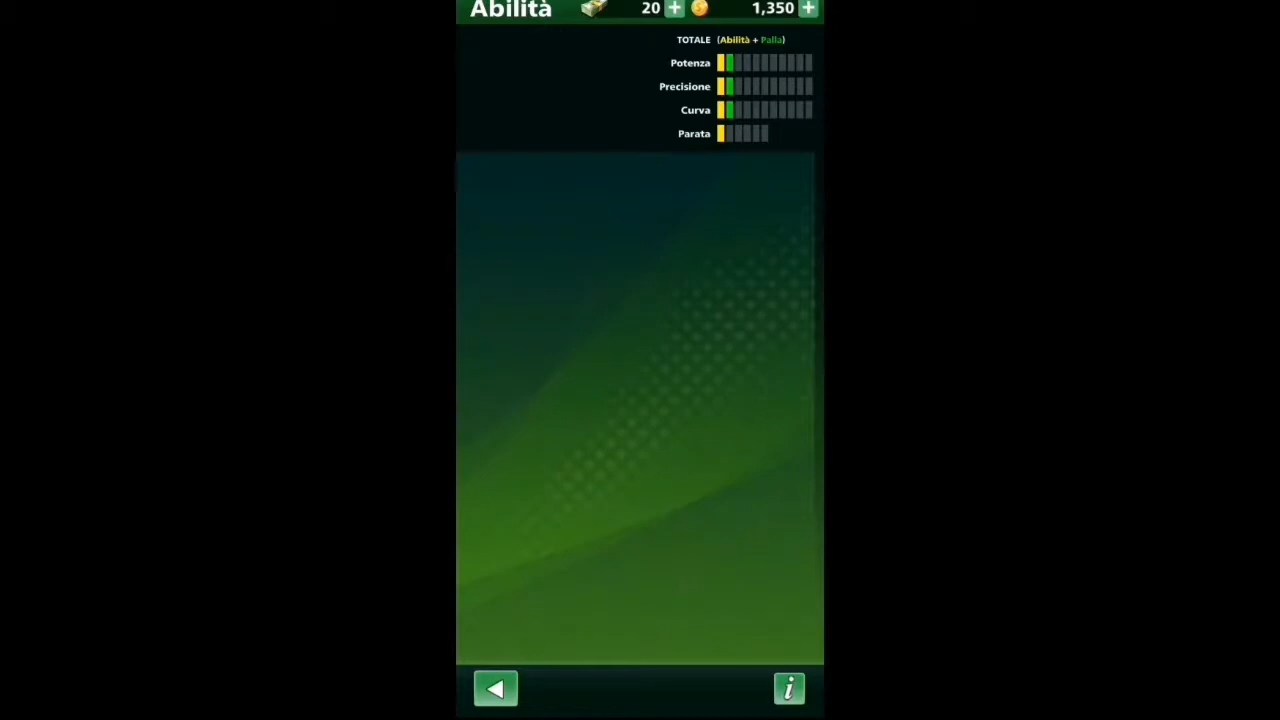 Abilità 20 + 1,350 +
TOTALE (Abilità + Palla)
Potenza
Precisione
Curva
Parata
i